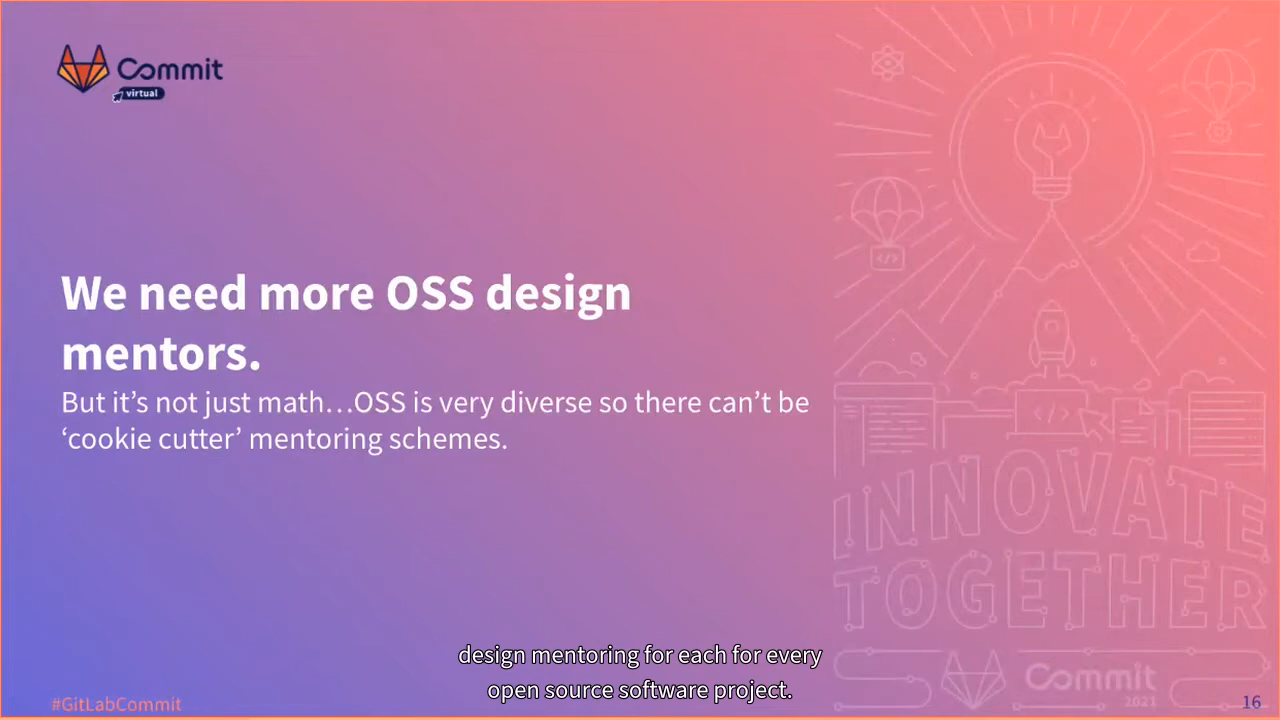 Commit
virtual
We need more OSS design
mentors.
But it’s not just math…OSS is very diverse so there can’t be
‘cookie cutter’ mentoring schemes.
</>
</>
INNOVATE
TOGETHER
design mentoring for each for every
open source software project.
Commit
2021
#GitLabCommit
16